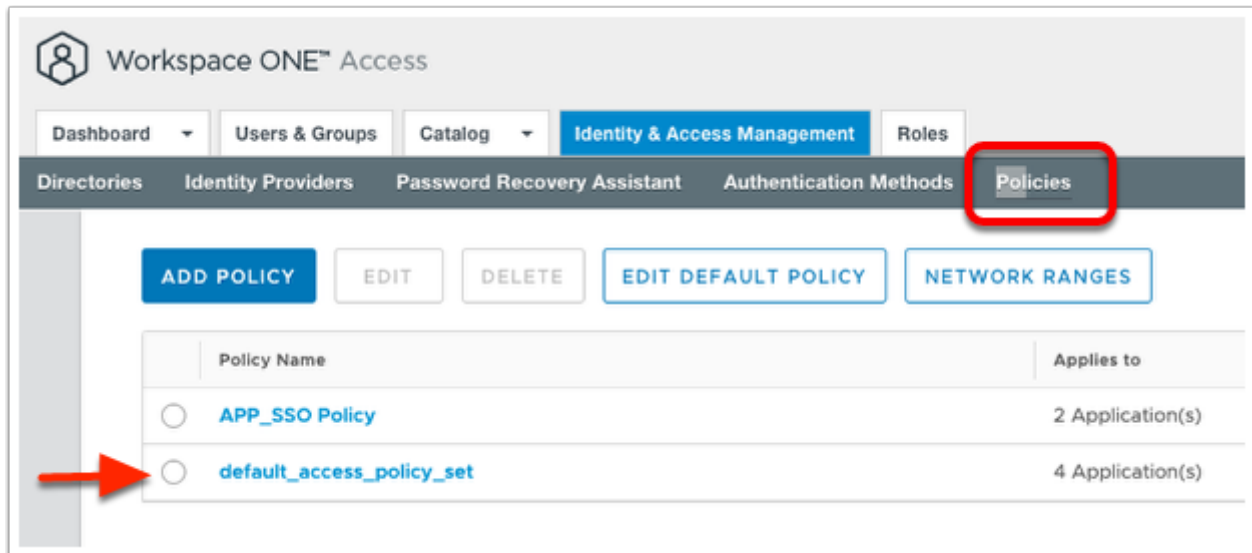 Workspace ONE™ Access
Dashboard Users & Groups Catalog Identity & Access Management Roles
Directories Identity Providers Password Recovery Assistant Authentication Methods Policies
ADD POLICY EDIT DELETE EDIT DEFAULT POLICY NETWORK RANGES
Policy Name Applies to
APP_SSO Policy 2 Application(s)
default_access_policy_set 4 Application(s)